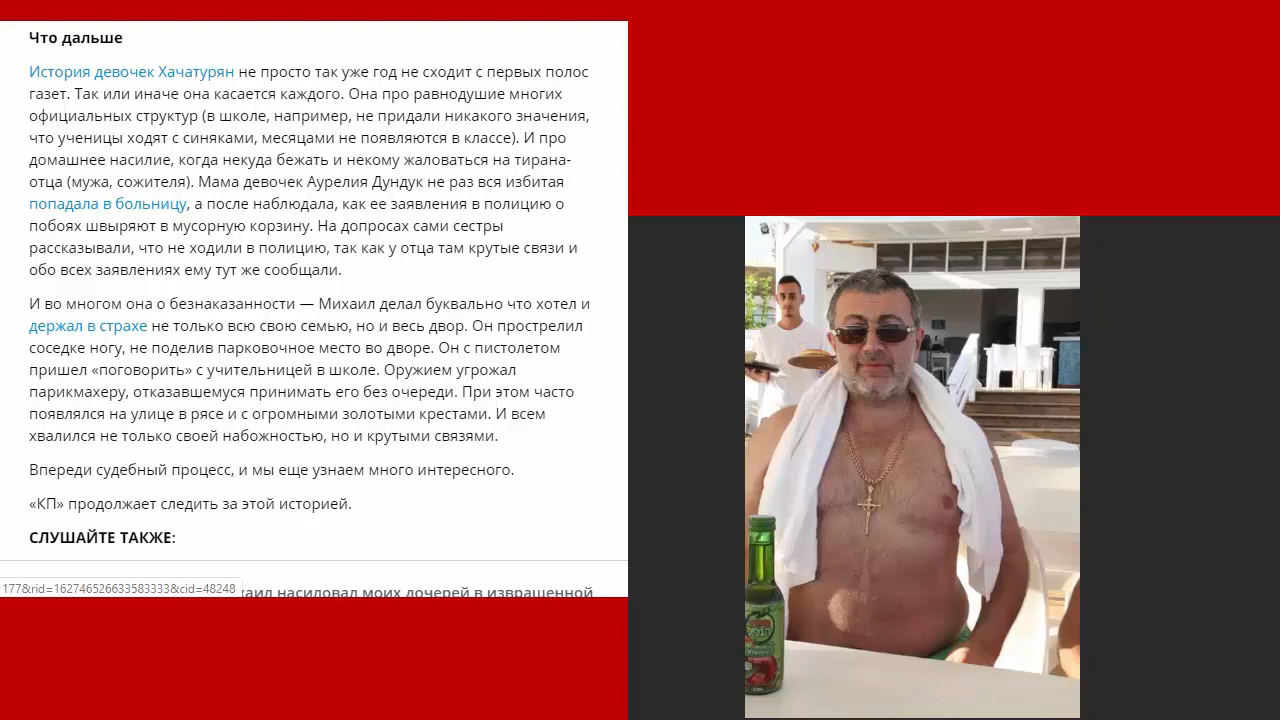 Что дальше
История девочек Хачатурян не просто так уже год не сходит с первых полос
газет. Так или иначе она касается каждого. Она про равнодушие многих
официальных структур (в школе, например, не придали никакого значения,
что ученицы ходят с синяками, месяцами не появляются в классе). И про
домашнее насилие, когда некуда бежать и некому жаловаться на тирана-
отца (мужа, сожителя). Мама девочек Аурелия Дундук не раз вся избитая
попадала в больницу, а после наблюдала, как ее заявления в полицию о
побоях швыряют в мусорную корзину. На допросах сами сестры
рассказывали, что не ходили в полицию, так как у отца там крутые связи и
обо всех заявлениях ему тут же сообщали.
И во многом она о безнаказанности — Михаил делал буквально что хотел и
держал в страхе не только всю свою семью, но и весь двор. Он прострелил
соседке ногу, не поделив парковочное место во дворе. Он с пистолетом
пришел «поговорить» с учительницей в школе. Оружием угрожал
парикмахеру, отказавшемуся принимать его без очереди. При этом часто
появлялся на улице в рясе и с огромными золотыми крестами. И всем
хвалился не только своей набожностью, но и крутыми связями.
Впереди судебный процесс, и мы еще узнаем много интересного.
«КП» продолжает следить за этой историей.
СЛУШАЙТЕ ТАКЖЕ:
177&rid=162746526633583333&cid=48248
насиловал моих дочерей в извращенной